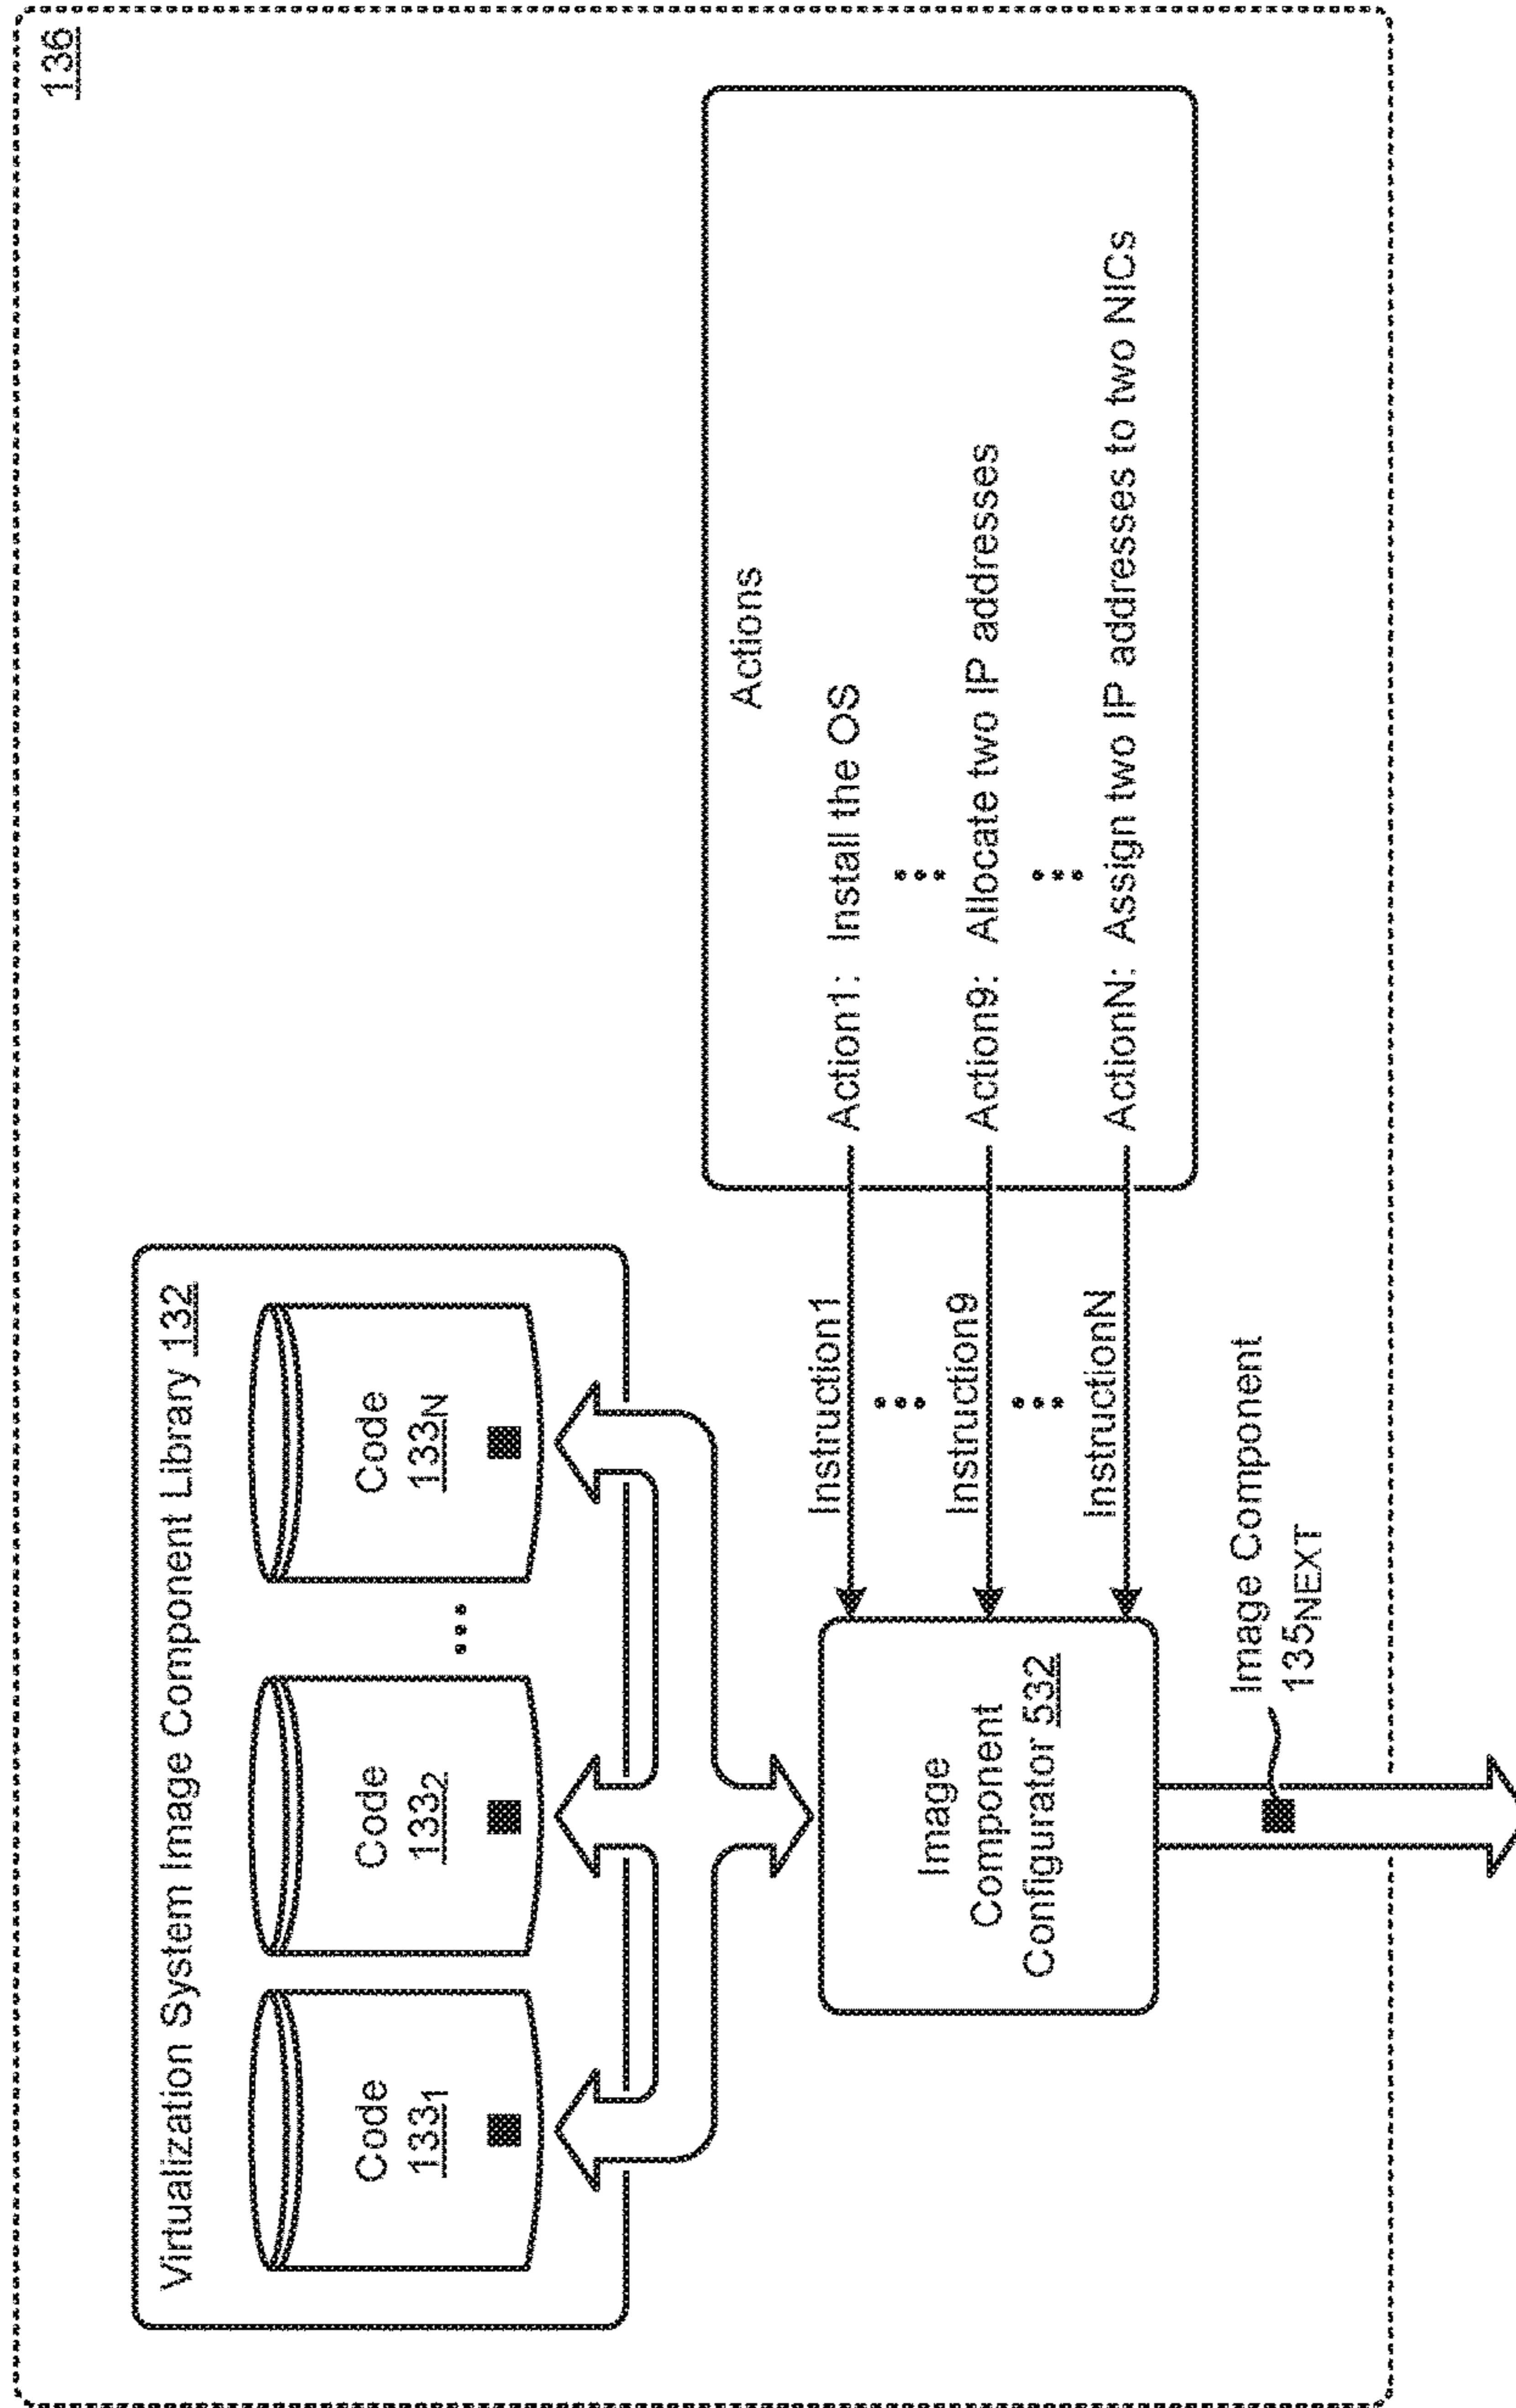 136
Virtualization System Image Component Library 132
Code
133₁
Code
133₂
...
Code
133N
Actions
Action1: Install the OS
...
Action9: Allocate two IP addresses
...
ActionN: Assign two IP addresses to two NICs
Instruction1
...
Instruction9
...
InstructionN
Image
Component
Configurator 532
Image Component
135NEXT